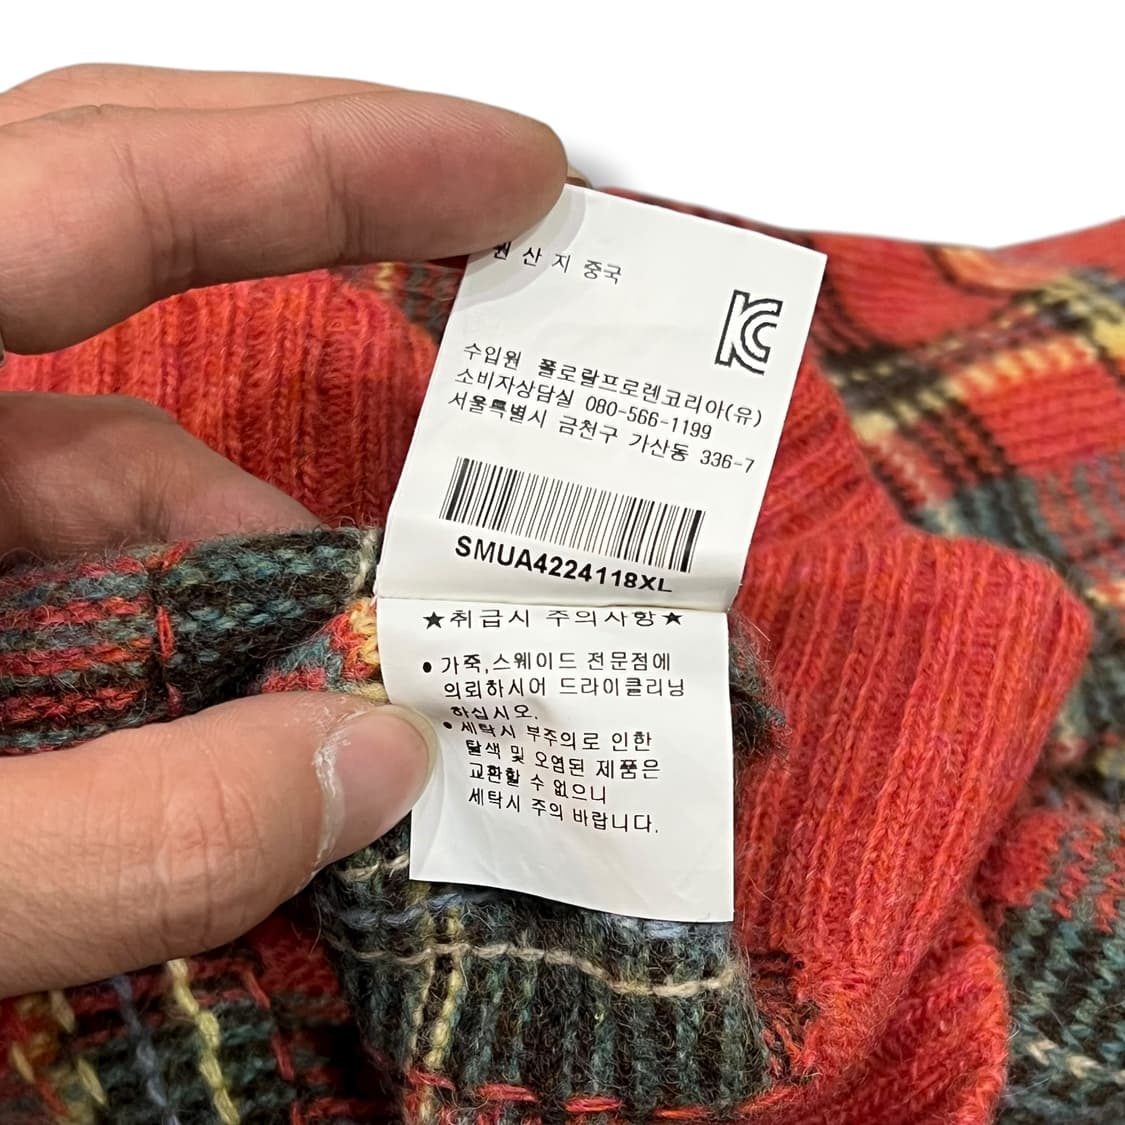 원 산 지 중국
KC
수입원 폴로랄프로렌코리아(유)
소비자상담실 080-566-1199
서울특별시 금천구 가산동 336-7
SMUA4224118XL
★취급시 주의사항★
• 가죽,스웨이드 전문점에
의뢰하시어 드라이클리닝
하십시오.
• 세탁시 부주의로 인한
탈색 및 오염된 제품은
교환할 수 없으니
세탁시 주의 바랍니다.